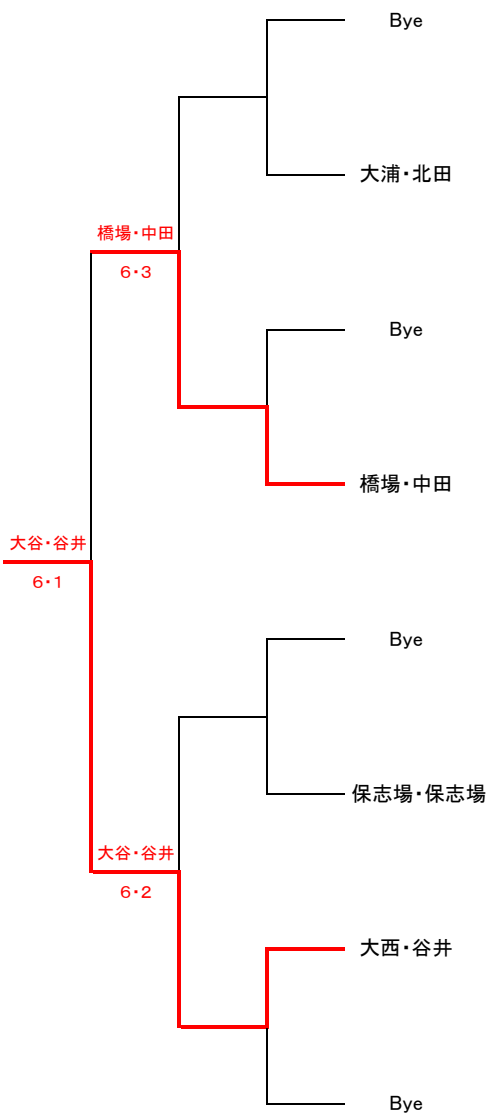 Bye
大浦・北田
橋場・中田
6・3
Bye
橋場・中田
大谷・谷井
6・1
Bye
保志場・保志場
大谷・谷井
6・2
大西・谷井
Bye